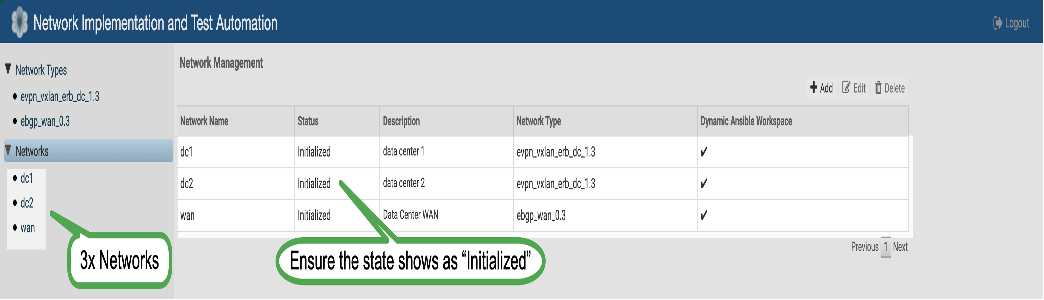 Network Implementation and Test Automation
Logout
Network Types
evpn_vxlan_erb_dc_1.3
ebgp_wan_0.3
Networks
dc1
dc2
wan
3x Networks
Network Management
Add Edit Delete
Network Name Status Description Network Type Dynamic Ansible Workspace
dc1 Initialized data center 1 evpn_vxlan_erb_dc_1.3 ✔
dc2 Initialized data center 2 evpn_vxlan_erb_dc_1.3 ✔
wan Initialized Data Center WAN ebgp_wan_0.3 ✔
Ensure the state shows as “Initialized”
Previous 1 Next